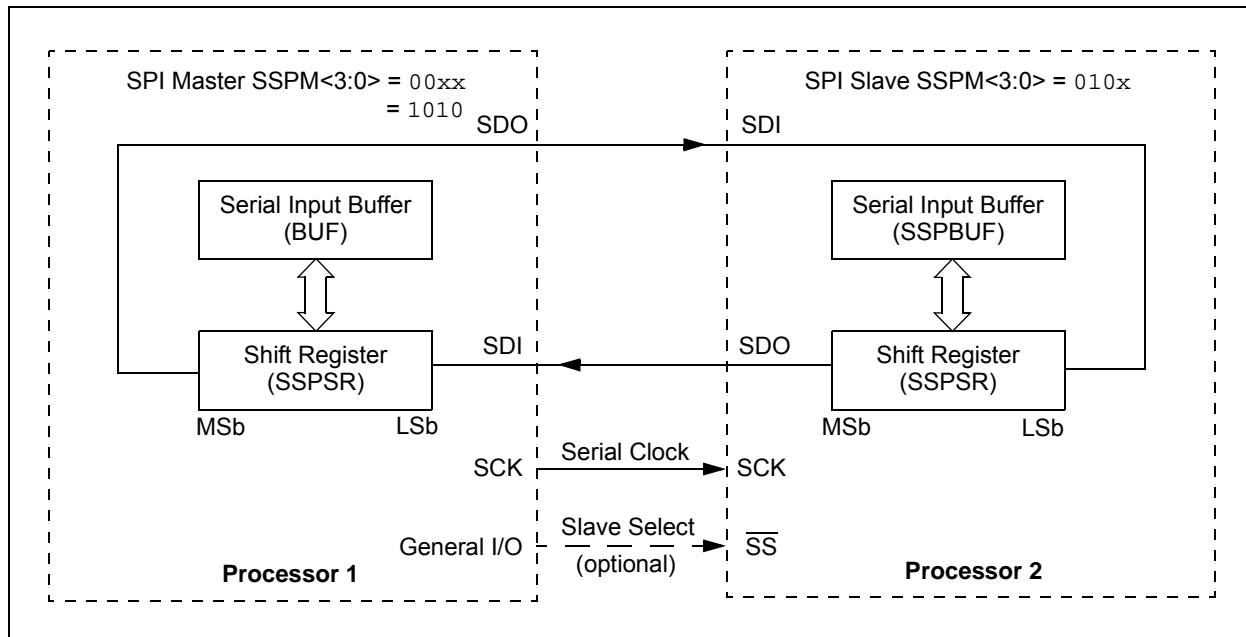 SPI Master SSPM<3:0> = 00xx
= 1010
SDO
Serial Input Buffer
(BUF)
Shift Register
(SSPSR)
MSb
LSb
SDI
SCK
General I/O
Processor 1
Serial Clock
Slave Select
(optional)
SPI Slave SSPM<3:0> = 010x
SDI
Serial Input Buffer
(SSPBUF)
SDO
Shift Register
(SSPSR)
MSb
LSb
SCK
SS
Processor 2